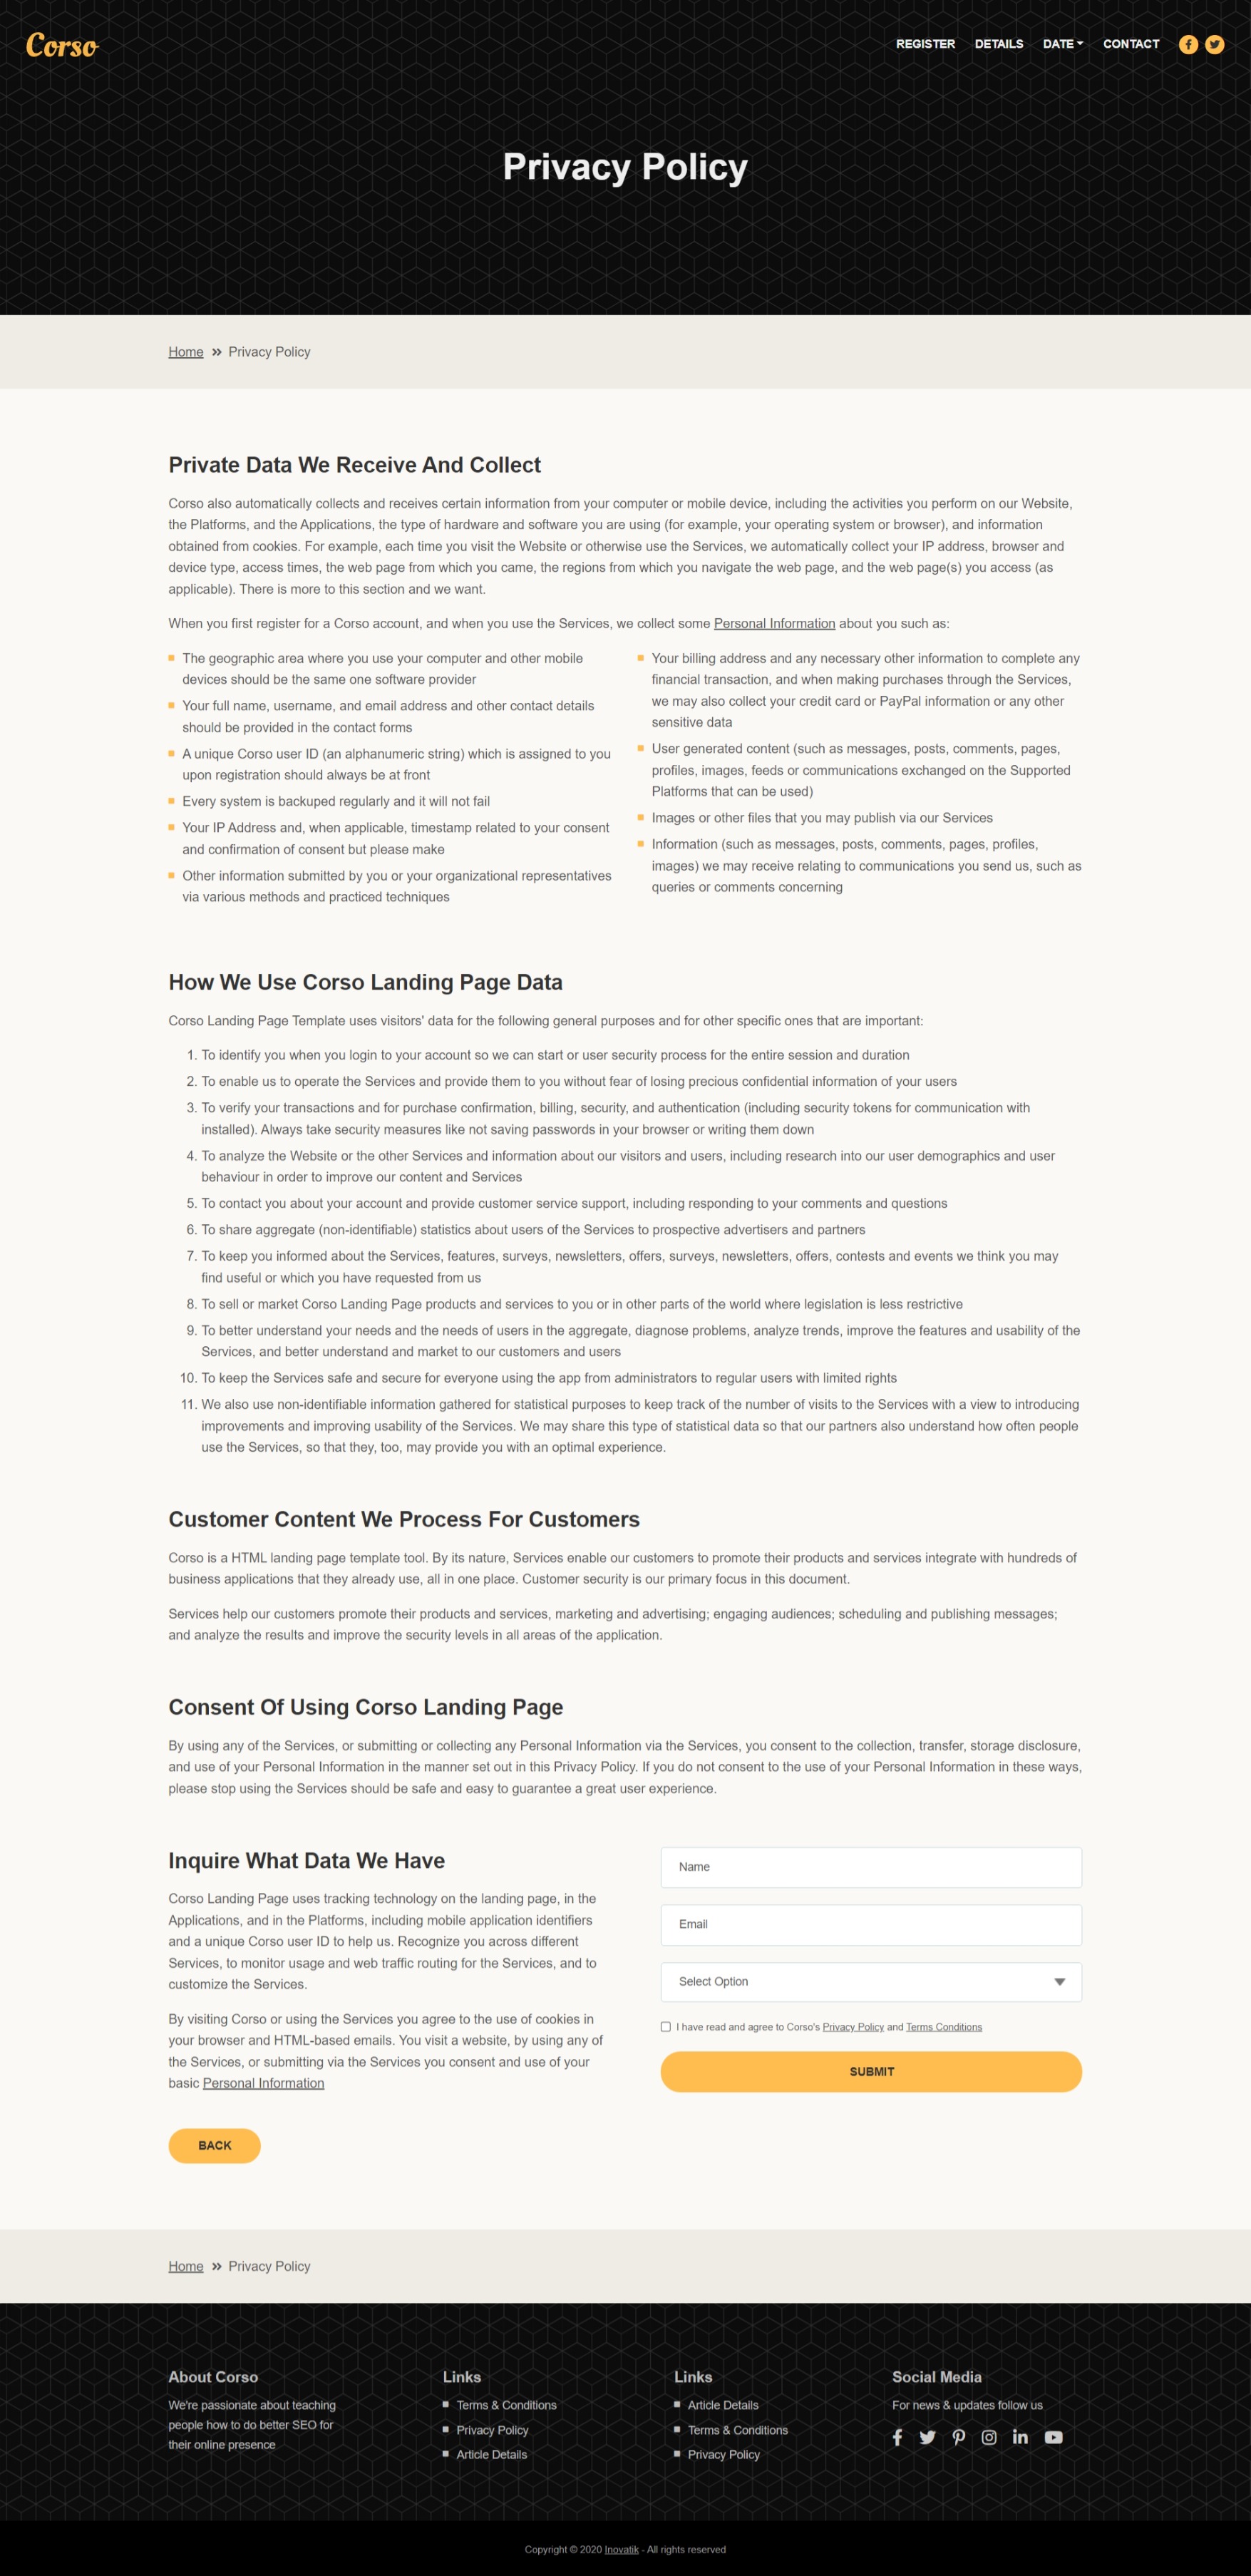 Corso
REGISTER DETAILS DATE CONTACT
Privacy Policy
Home » Privacy Policy
Private Data We Receive And Collect
Corso also automatically collects and receives certain information from your computer or mobile device, including the activities you perform on our Website,
the Platforms, and the Applications, the type of hardware and software you are using (for example, your operating system or browser), and information
obtained from cookies. For example, each time you visit the Website or otherwise use the Services, we automatically collect your IP address, browser and
device type, access times, the web page from which you came, the regions from which you navigate the web page, and the web page(s) you access (as
applicable). There is more to this section and we want.
When you first register for a Corso account, and when you use the Services, we collect some Personal Information about you such as:
The geographic area where you use your computer and other mobile
devices should be the same one software provider
Your full name, username, and email address and other contact details
should be provided in the contact forms
A unique Corso user ID (an alphanumeric string) which is assigned to you
upon registration should always be at front
Every system is backuped regularly and it will not fail
Your IP Address and, when applicable, timestamp related to your consent
and confirmation of consent but please make
Other information submitted by you or your organizational representatives
via various methods and practiced techniques
Your billing address and any necessary other information to complete any
financial transaction, and when making purchases through the Services,
we may also collect your credit card or PayPal information or any other
sensitive data
User generated content (such as messages, posts, comments, pages,
profiles, images, feeds or communications exchanged on the Supported
Platforms that can be used)
Images or other files that you may publish via our Services
Information (such as messages, posts, comments, pages, profiles,
images) we may receive relating to communications you send us, such as
queries or comments concerning
How We Use Corso Landing Page Data
Corso Landing Page Template uses visitors' data for the following general purposes and for other specific ones that are important:
1. To identify you when you login to your account so we can start or user security process for the entire session and duration
2. To enable us to operate the Services and provide them to you without fear of losing precious confidential information of your users
3. To verify your transactions and for purchase confirmation, billing, security, and authentication (including security tokens for communication with
installed). Always take security measures like not saving passwords in your browser or writing them down
4. To analyze the Website or the other Services and information about our visitors and users, including research into our user demographics and user
behaviour in order to improve our content and Services
5. To contact you about your account and provide customer service support, including responding to your comments and questions
6. To share aggregate (non-identifiable) statistics about users of the Services to prospective advertisers and partners
7. To keep you informed about the Services, features, surveys, newsletters, offers, surveys, newsletters, offers, contests and events we think you may
find useful or which you have requested from us
8. To sell or market Corso Landing Page products and services to you or in other parts of the world where legislation is less restrictive
9. To better understand your needs and the needs of users in the aggregate, diagnose problems, analyze trends, improve the features and usability of the
Services, and better understand and market to our customers and users
10. To keep the Services safe and secure for everyone using the app from administrators to regular users with limited rights
11. We also use non-identifiable information gathered for statistical purposes to keep track of the number of visits to the Services with a view to introducing
improvements and improving usability of the Services. We may share this type of statistical data so that our partners also understand how often people
use the Services, so that they, too, may provide you with an optimal experience.
Customer Content We Process For Customers
Corso is a HTML landing page template tool. By its nature, Services enable our customers to promote their products and services integrate with hundreds of
business applications that they already use, all in one place. Customer security is our primary focus in this document.
Services help our customers promote their products and services, marketing and advertising; engaging audiences; scheduling and publishing messages;
and analyze the results and improve the security levels in all areas of the application.
Consent Of Using Corso Landing Page
By using any of the Services, or submitting or collecting any Personal Information via the Services, you consent to the collection, transfer, storage disclosure,
and use of your Personal Information in the manner set out in this Privacy Policy. If you do not consent to the use of your Personal Information in these ways,
please stop using the Services should be safe and easy to guarantee a great user experience.
Inquire What Data We Have
Corso Landing Page uses tracking technology on the landing page, in the
Applications, and in the Platforms, including mobile application identifiers
and a unique Corso user ID to help us. Recognize you across different
Services, to monitor usage and web traffic routing for the Services, and to
customize the Services.
By visiting Corso or using the Services you agree to the use of cookies in
your browser and HTML-based emails. You visit a website, by using any of
the Services, or submitting via the Services you consent and use of your
basic Personal Information
Name
Email
Select Option
I have read and agree to Corso's Privacy Policy and Terms Conditions
SUBMIT
BACK
Home » Privacy Policy
About Corso
We're passionate about teaching
people how to do better SEO for
their online presence
Links
Terms & Conditions
Privacy Policy
Article Details
Links
Article Details
Terms & Conditions
Privacy Policy
Social Media
For news & updates follow us
Copyright © 2020 Inovatik - All rights reserved